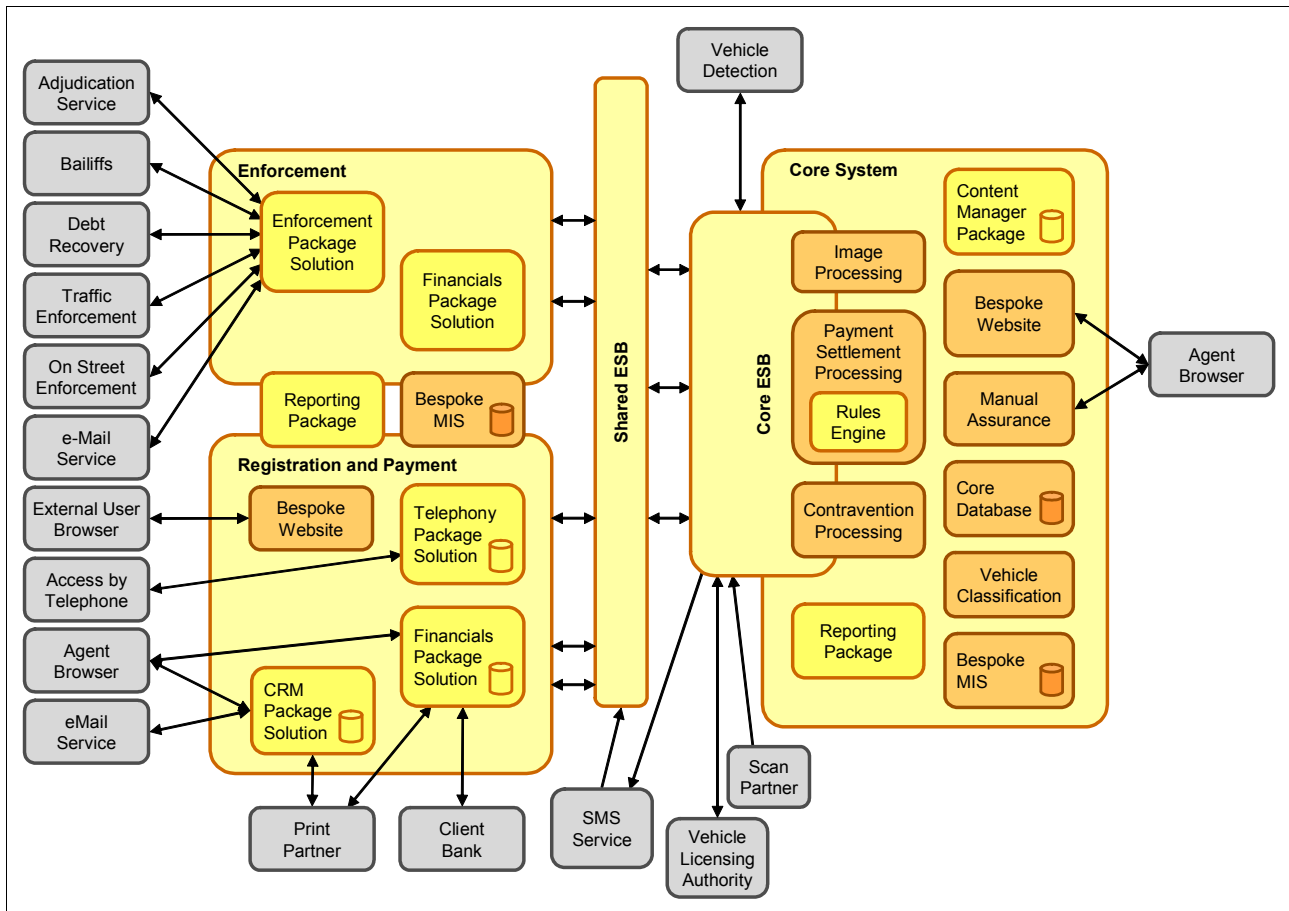 Adjudication
Service
Bailiffs
Debt
Recovery
Traffic
Enforcement
On Street
Enforcement
e-Mail
Service
External User
Browser
Access by
Telephone
Agent
Browser
eMail
Service
Enforcement
Enforcement
Package
Solution
Financials
Package
Solution
Reporting
Package
Bespoke
MIS
Registration and Payment
Bespoke
Website
Telephony
Package
Solution
Financials
Package
Solution
CRM
Package
Solution
Print
Partner
Client
Bank
Shared ESB
SMS
Service
Vehicle
Detection
Core System
Core ESB
Image
Processing
Payment
Settlement
Processing
Rules
Engine
Contravention
Processing
Reporting
Package
Content
Manager
Package
Bespoke
Website
Manual
Assurance
Core
Database
Vehicle
Classification
Bespoke
MIS
Agent
Browser
Scan
Partner
Vehicle
Licensing
Authority